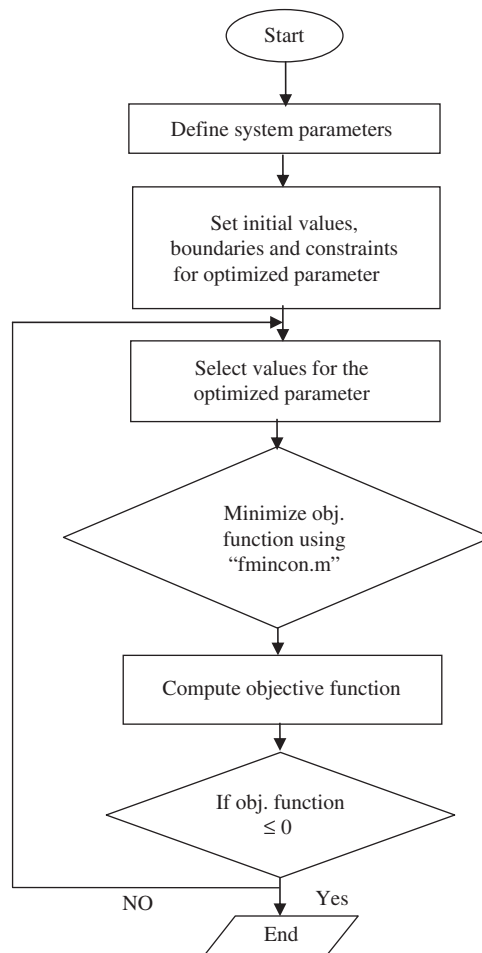 Start
Define system parameters
Set initial values,
boundaries and constraints
for optimized parameter
Select values for the
optimized parameter
Minimize obj.
function using
“fmincon.m”
Compute objective function
If obj. function
≤ 0
NO
Yes
End